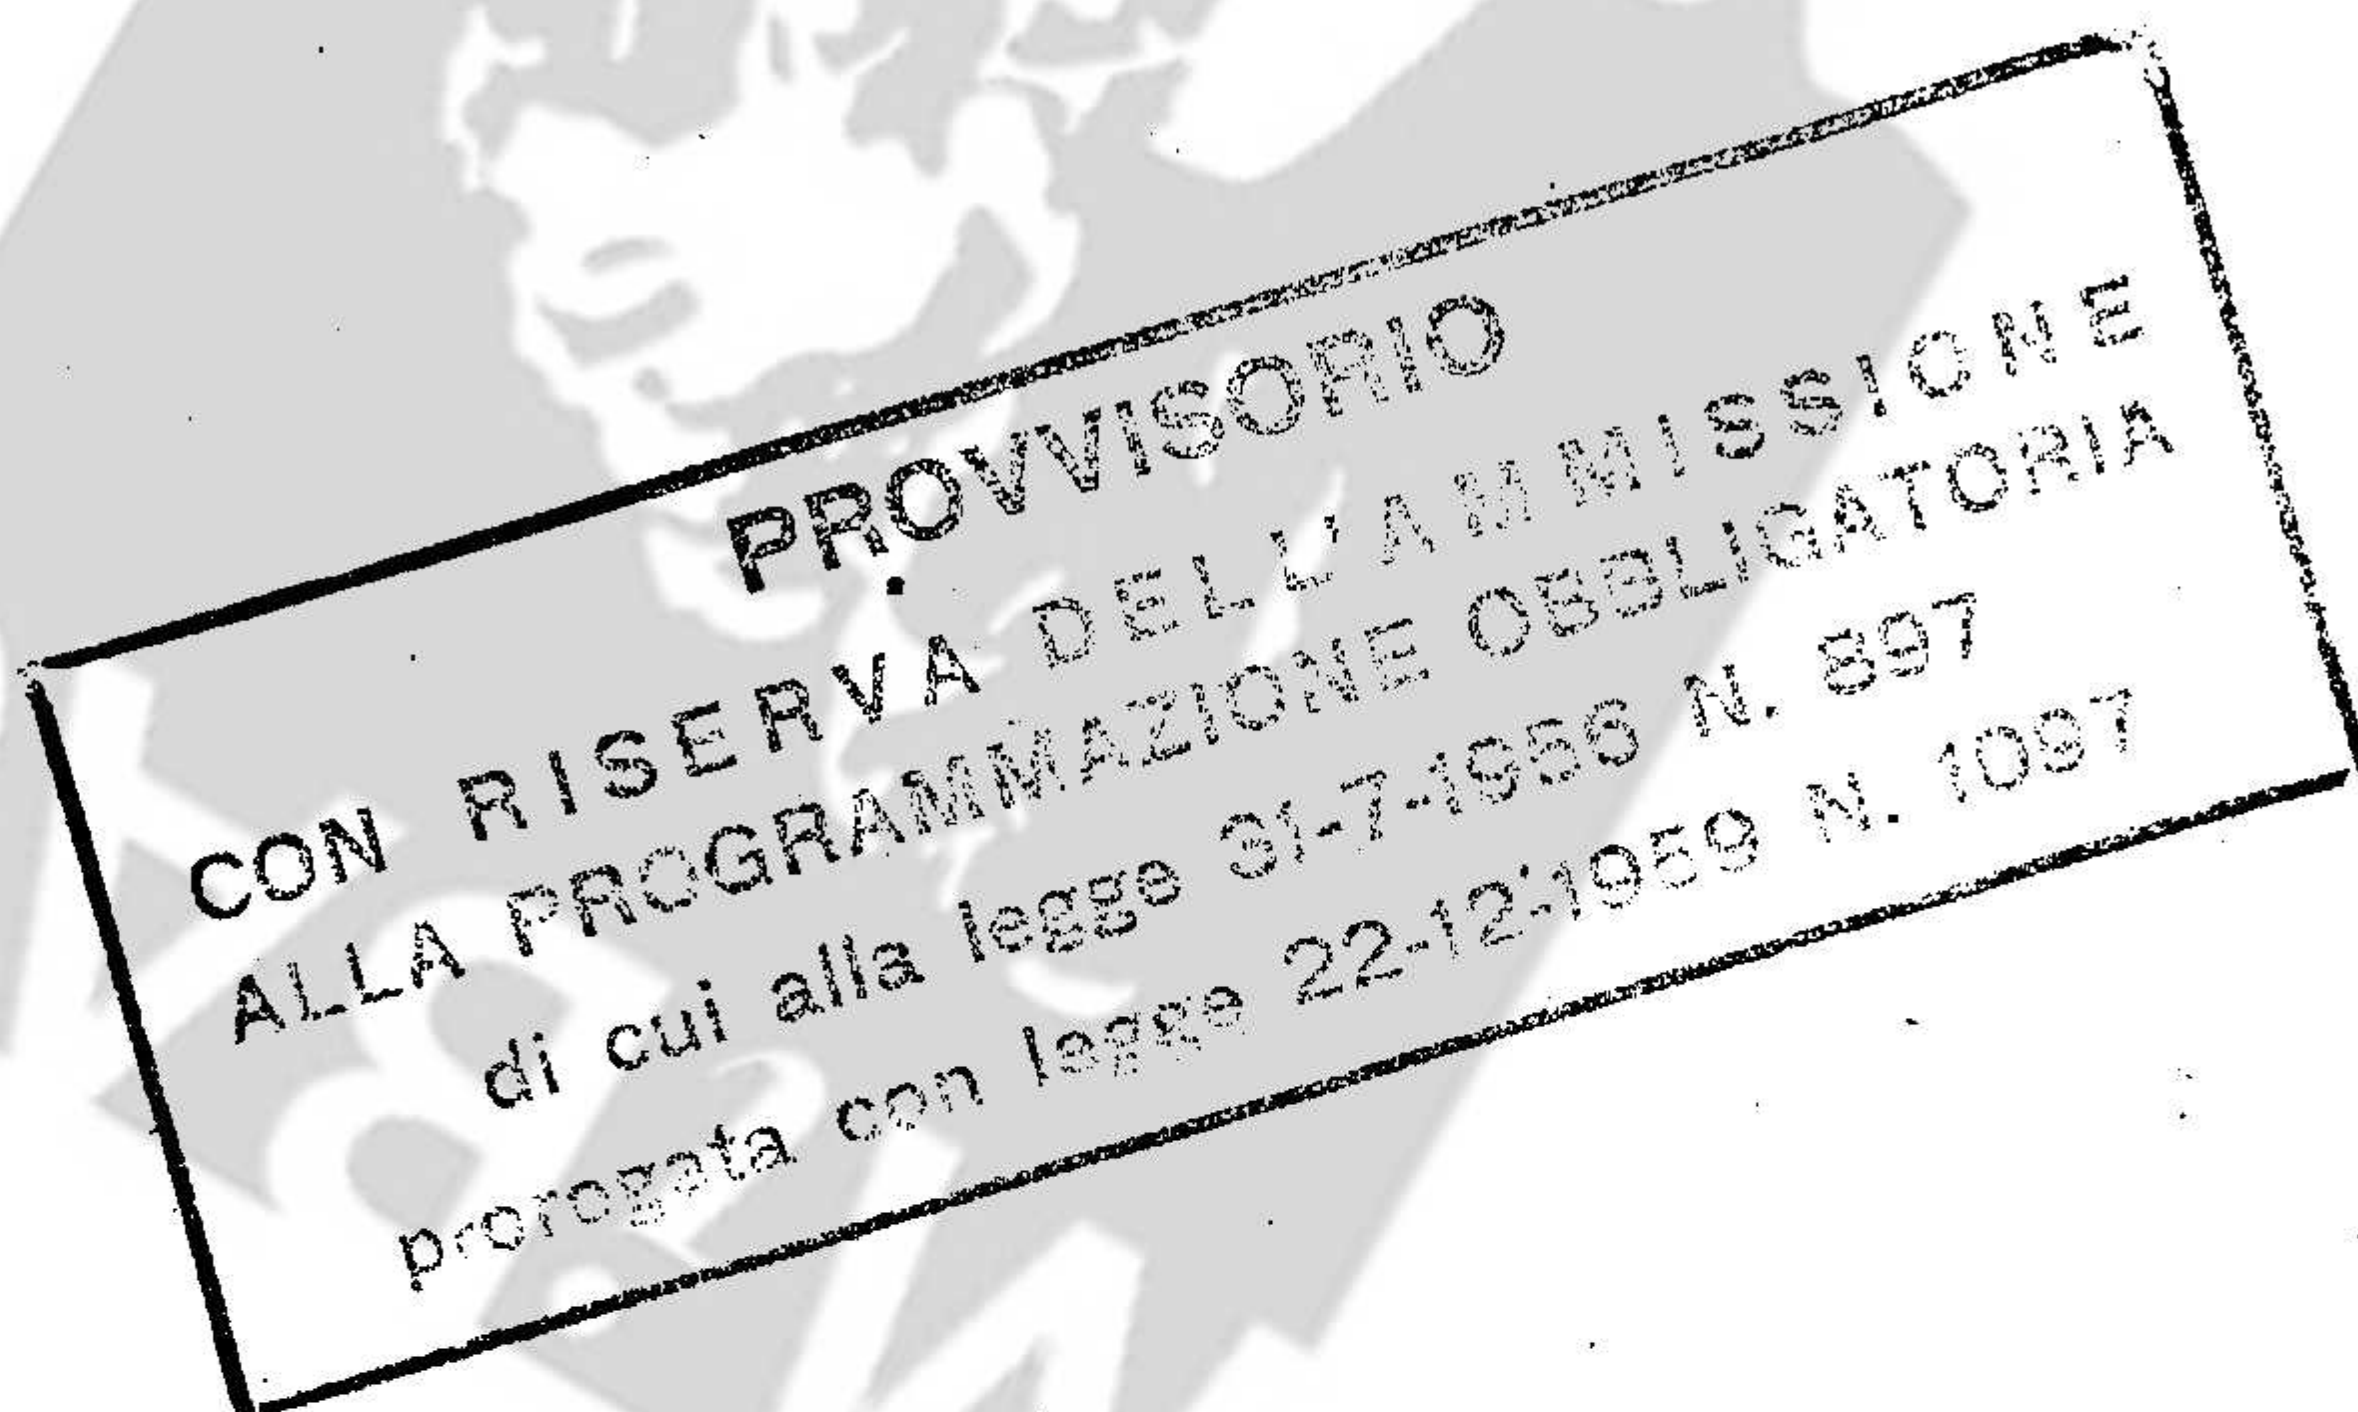 PROVVISORIO
CON RISERVA DELL'AMMISSIONE
ALLA PROGRAMMAZIONE OBBLIGATORIA
di cui alla legge 31-7-1956 N. 897
prorogata con legge 22-12-1959 N. 1097